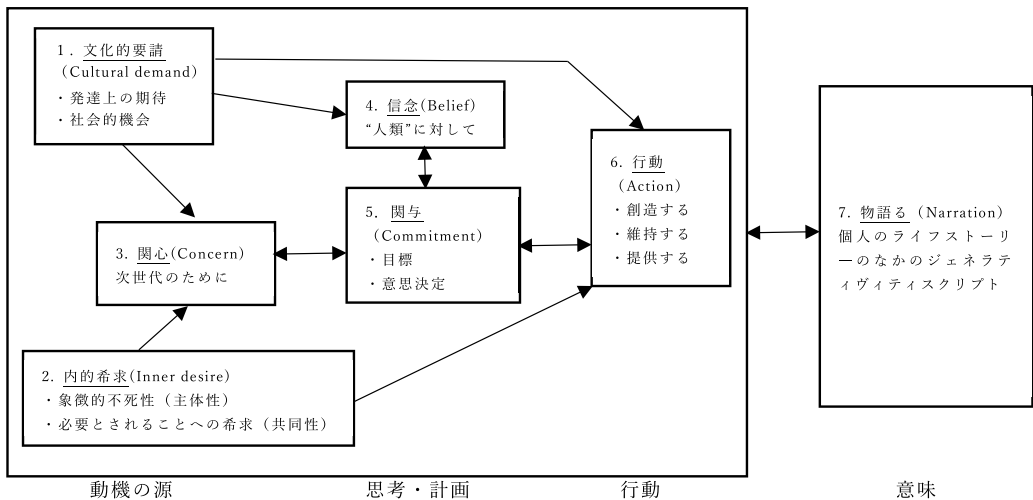 1. 文化的要請
(Cultural demand)
・発達上の期待
・社会的機会
4. 信念(Belief)
“人類”に対して
6. 行動
(Action)
・創造する
・維持する
・提供する
5. 関与
(Commitment)
・目標
・意思決定
3. 関心(Concern)
次世代のために
7. 物語る (Narration)
個人のライフストーリ
ーのなかのジェネラテ
ィヴィティスクリプト
2. 内的希求(Inner desire)
・象徴的不死性(主体性)
・必要とされることへの希求(共同性)
動機の源
思考・計画
行動
意味